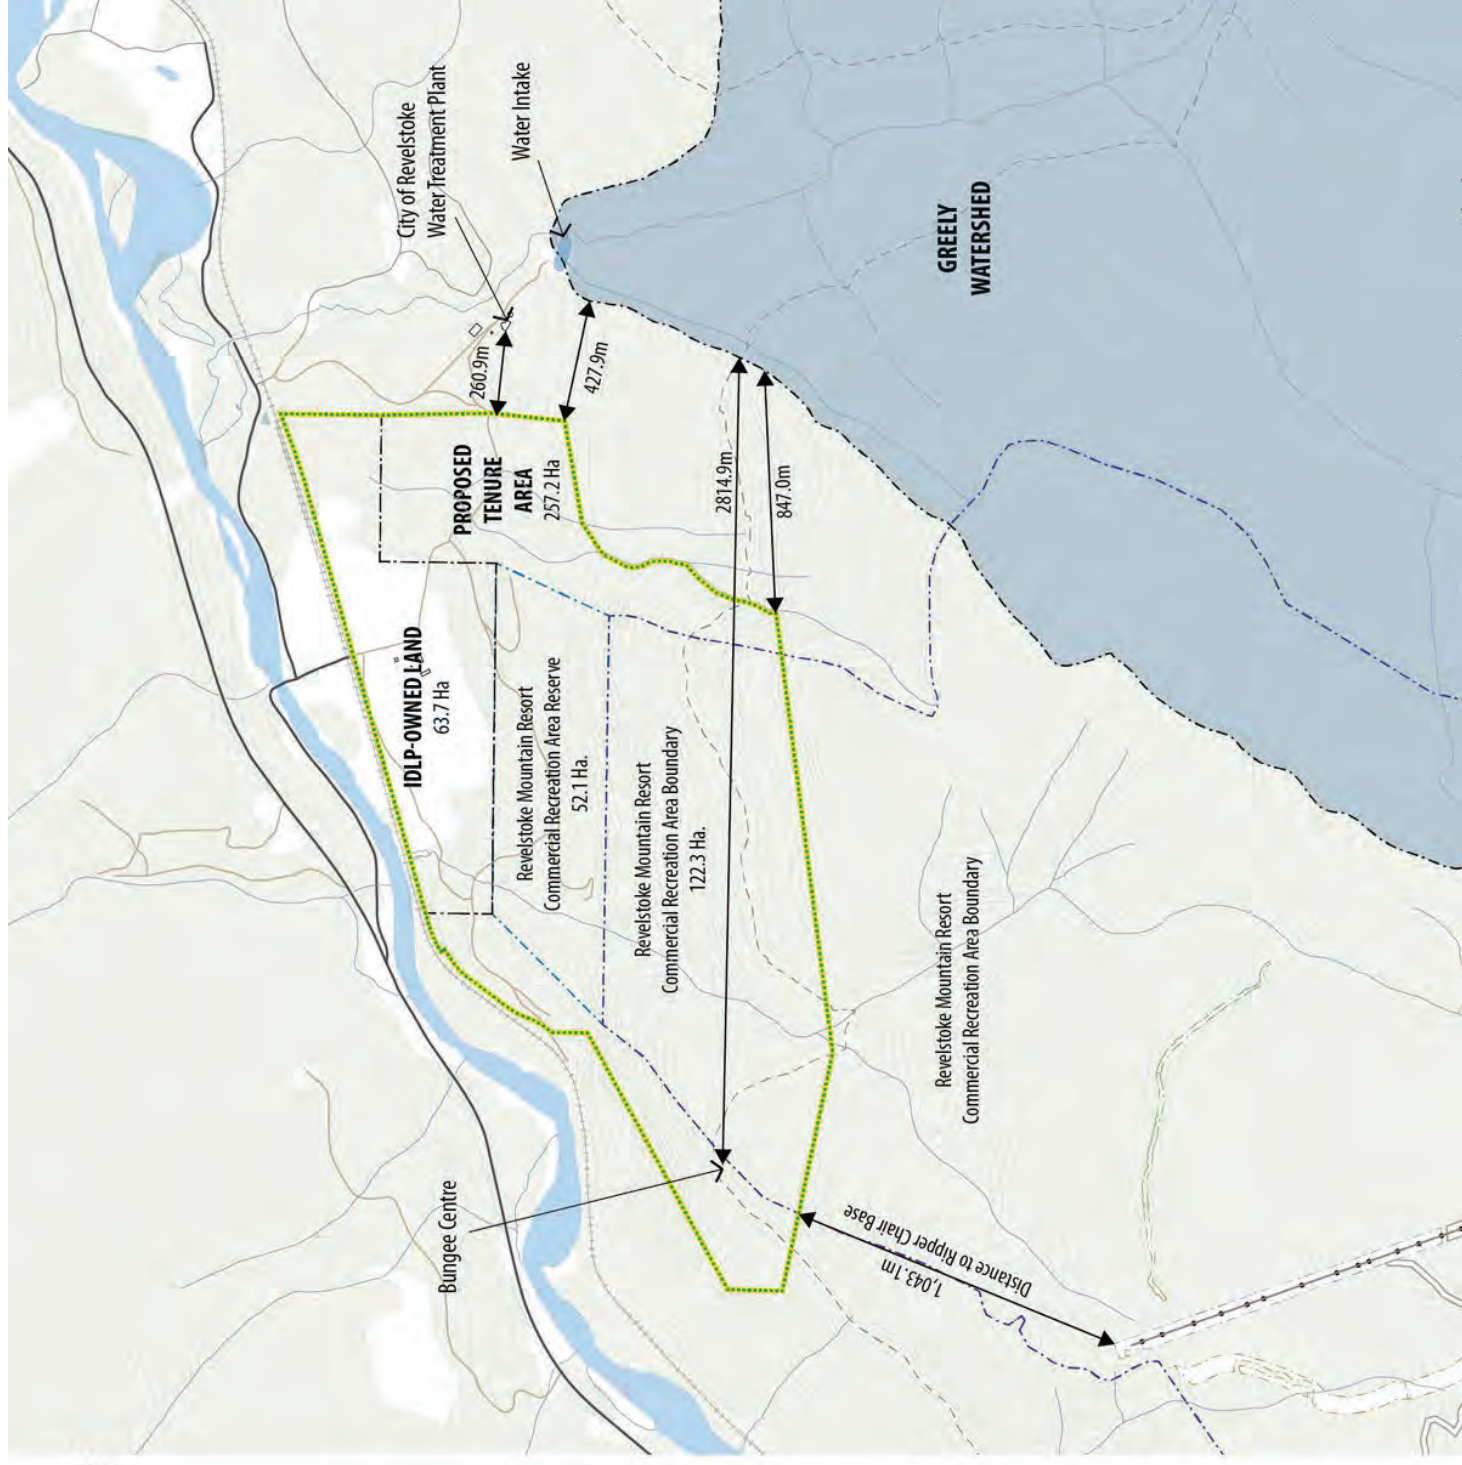 City of Revelstoke
Water Treatment Plant
Water Intake
GREELY
WATERSHED
260.9m
427.9m
PROPOSED
TENURE
AREA
257.2 Ha
2814.9m
847.0m
IDLP-OWNED LAND
63.7 Ha
Revelstoke Mountain Resort
Commercial Recreation Area Reserve
52.1 Ha.
Revelstoke Mountain Resort
Commercial Recreation Area Boundary
122.3 Ha.
Revelstoke Mountain Resort
Commercial Recreation Area Boundary
Bungee Centre
Distance to Ripper Chair Base
1,043.1m